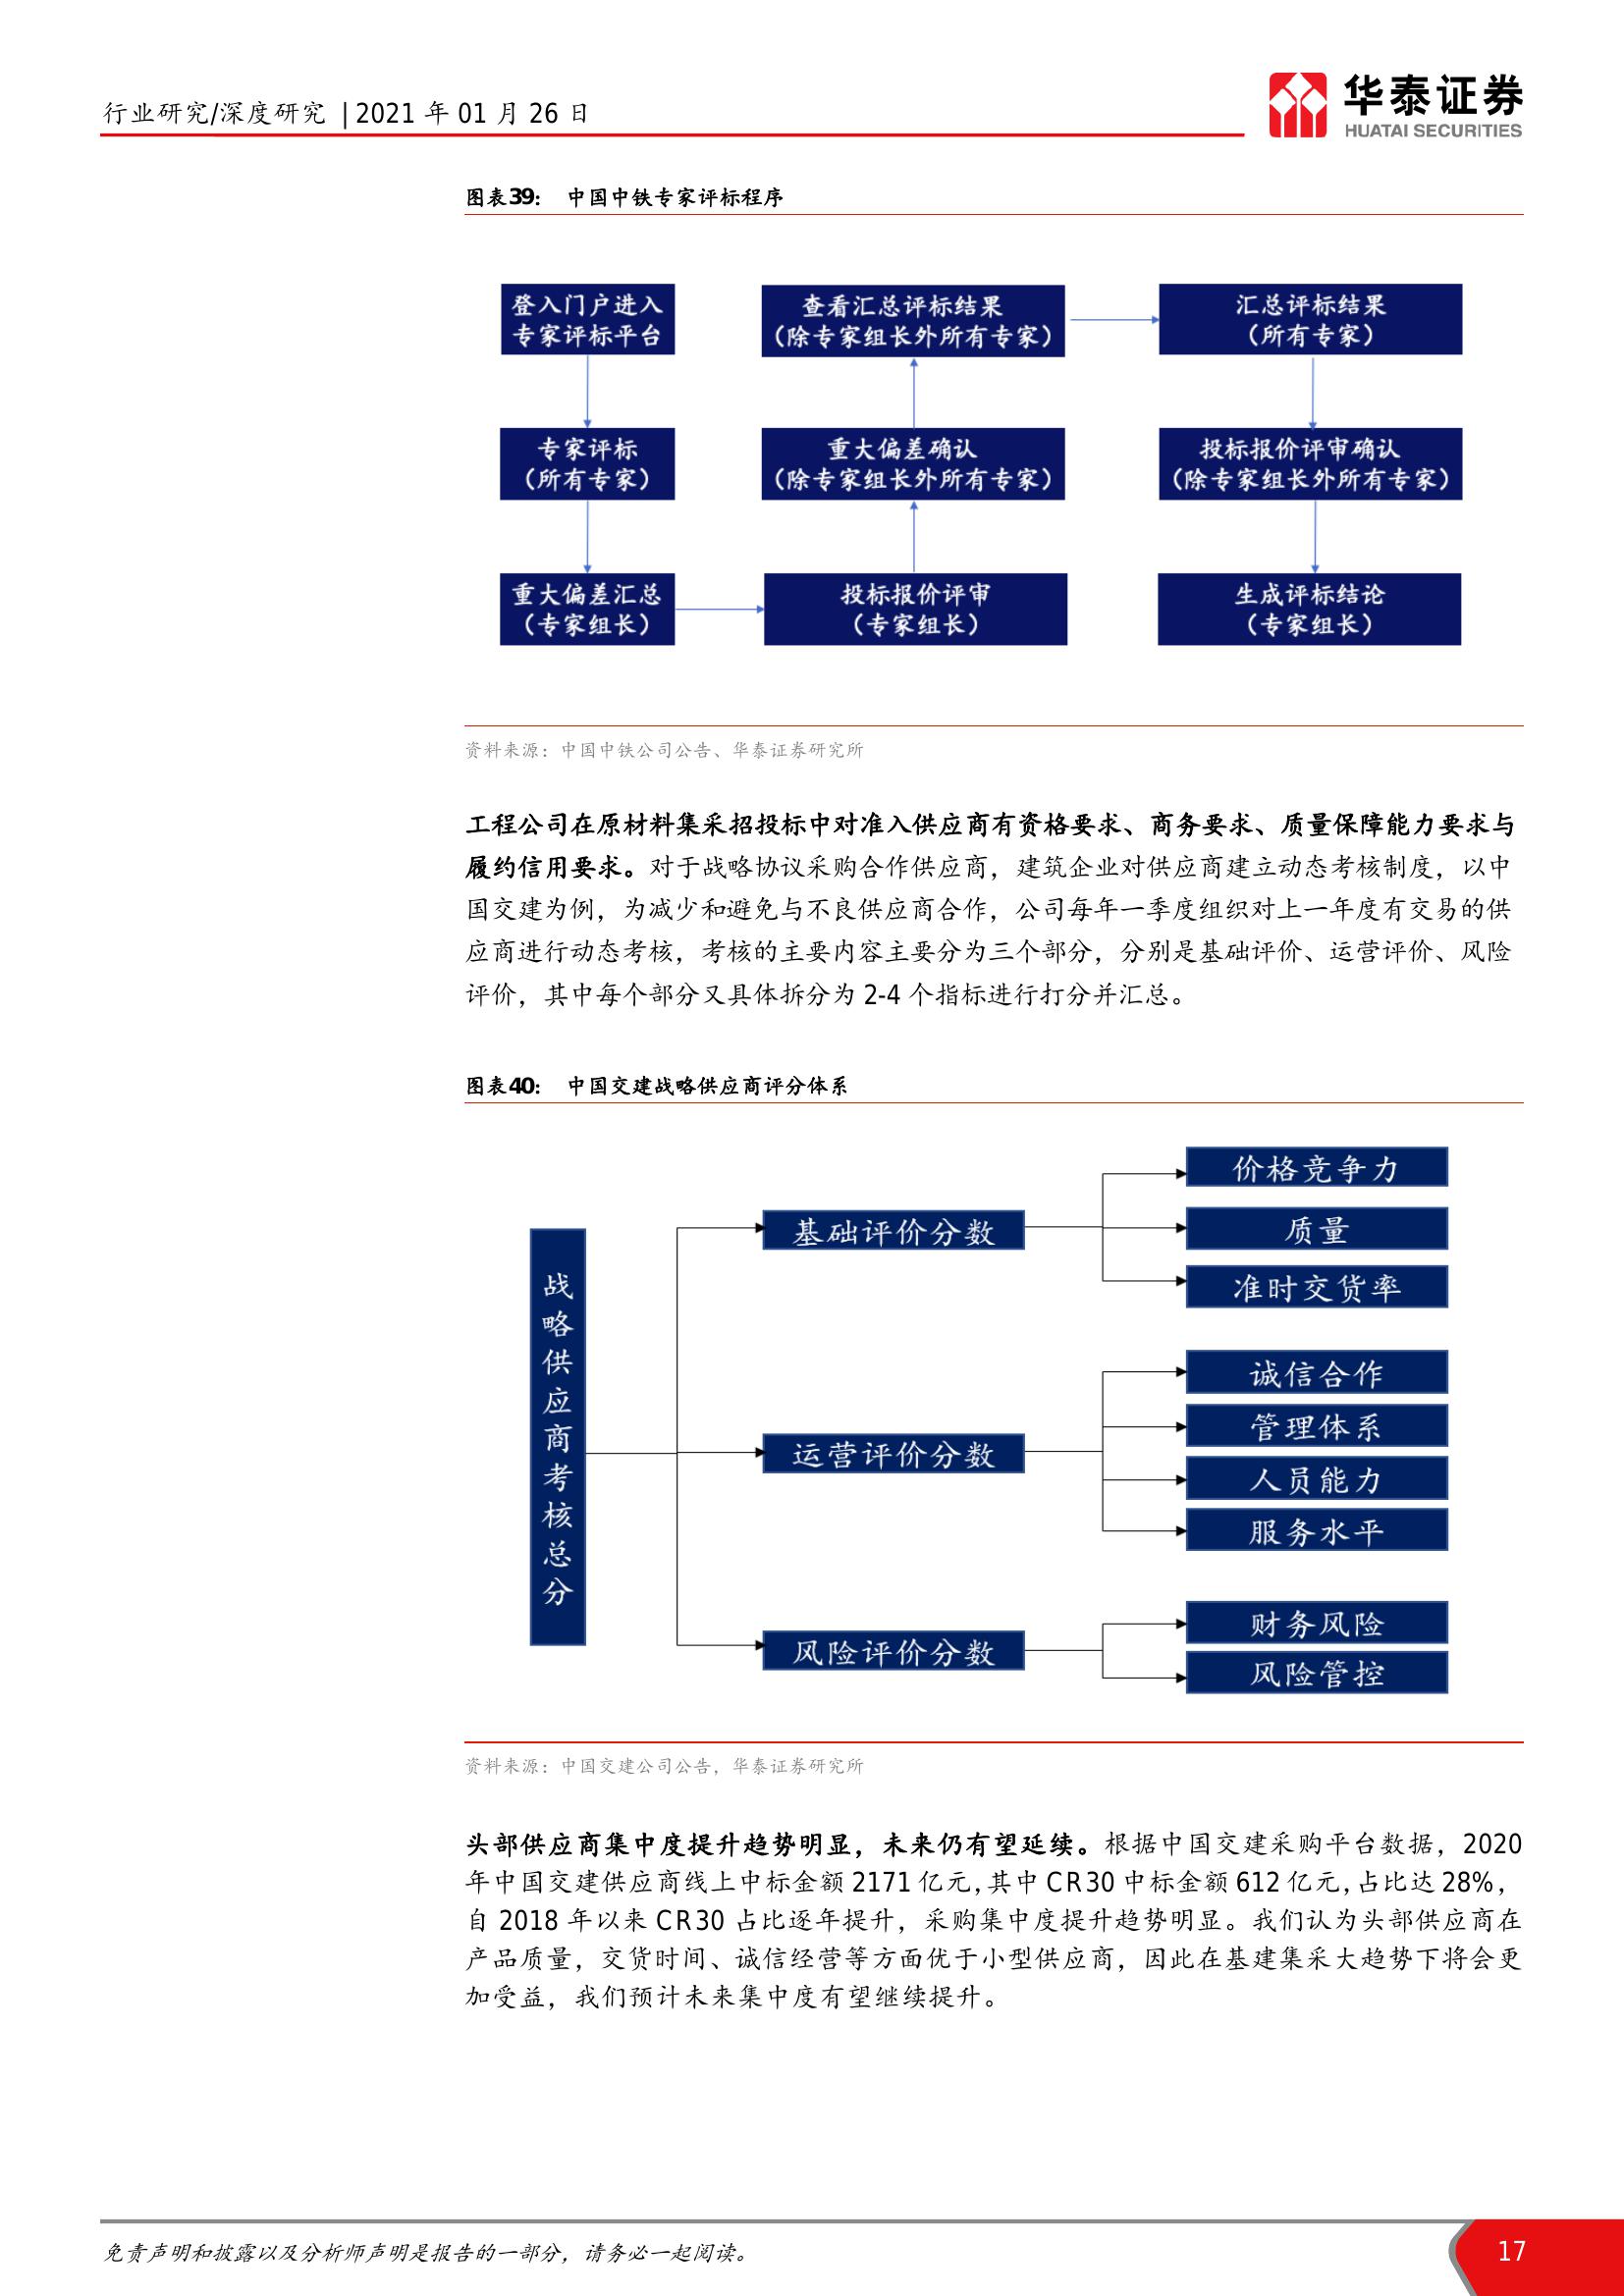 行业研究/深度研究 | 2021 年 01 月 26 日
华泰证券
HUATAI SECURITIES
图表39： 中国中铁专家评标程序
登入门户进入
专家评标平台
专家评标
（所有专家）
重大偏差汇总
（专家组长）
投标报价评审
（专家组长）
重大偏差确认
（除专家组长外所有专家）
查看汇总评标结果
（除专家组长外所有专家）
汇总评标结果
（所有专家）
投标报价评审确认
（除专家组长外所有专家）
生成评标结论
（专家组长）
资料来源：中国中铁公司公告、华泰证券研究所
工程公司在原材料集采招投标中对准入供应商有资格要求、商务要求、质量保障能力要求与
履约信用要求。对于战略协议采购合作供应商，建筑企业对供应商建立动态考核制度，以中
国交建为例，为减少和避免与不良供应商合作，公司每年一季度组织对上一年度有交易的供
应商进行动态考核，考核的主要内容主要分为三个部分，分别是基础评价、运营评价、风险
评价，其中每个部分又具体拆分为 2-4 个指标进行打分并汇总。
图表40： 中国交建战略供应商评分体系
战略供应商考核总分
基础评价分数
价格竞争力
质量
准时交货率
运营评价分数
诚信合作
管理体系
人员能力
服务水平
风险评价分数
财务风险
风险管控
资料来源：中国交建公司公告，华泰证券研究所
头部供应商集中度提升趋势明显，未来仍有望延续。根据中国交建采购平台数据，2020
年中国交建供应商线上中标金额 2171 亿元，其中 CR30 中标金额 612 亿元，占比达 28%，
自 2018 年以来 CR30 占比逐年提升，采购集中度提升趋势明显。我们认为头部供应商在
产品质量，交货时间、诚信经营等方面优于小型供应商，因此在基建集采大趋势下将会更
加受益，我们预计未来集中度有望继续提升。
免责声明和披露以及分析师声明是报告的一部分，请务必一起阅读。
17